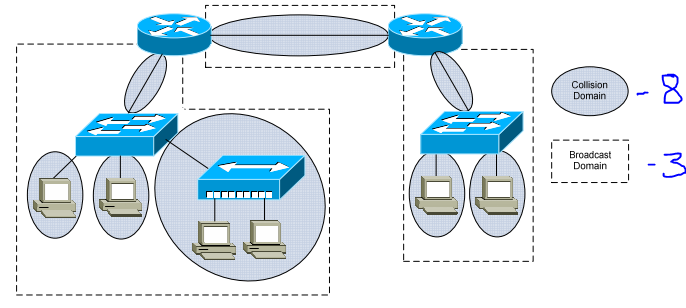 Collision
Domain
- 8
Broadcast
Domain
- 3